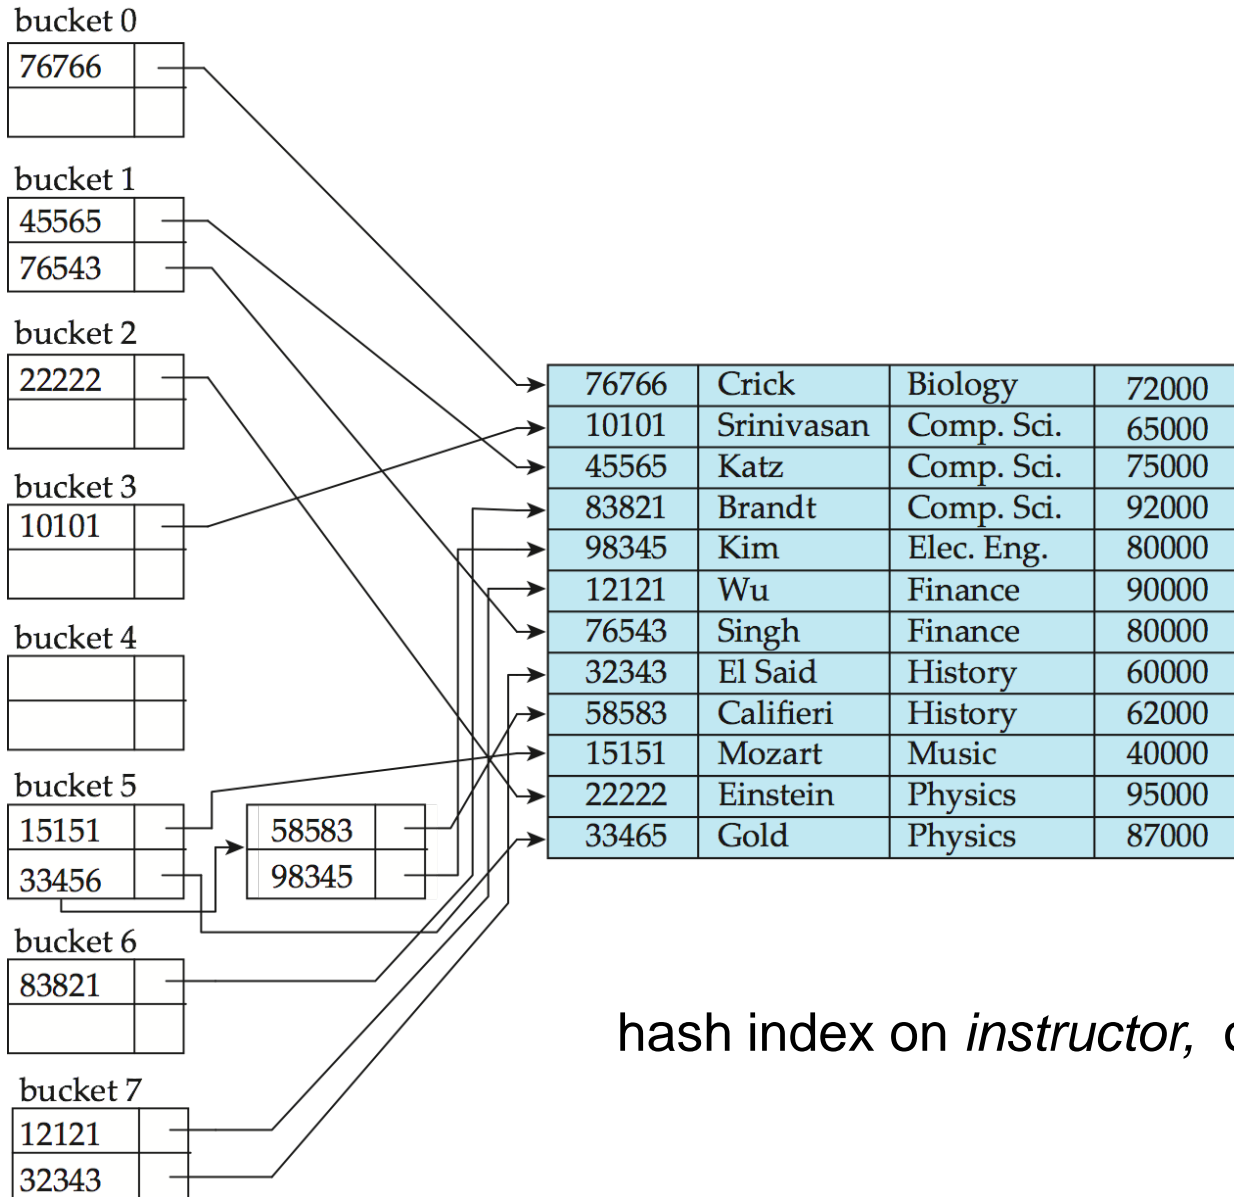 bucket 0
76766
bucket 1
45565
76543
bucket 2
22222
bucket 3
10101
bucket 4
bucket 5
15151
33456
58583
98345
bucket 6
83821
bucket 7
12121
32343
76766 Crick Biology 72000
10101 Srinivasan Comp. Sci. 65000
45565 Katz Comp. Sci. 75000
83821 Brandt Comp. Sci. 92000
98345 Kim Elec. Eng. 80000
12121 Wu Finance 90000
76543 Singh Finance 80000
32343 El Said History 60000
58583 Califieri History 62000
15151 Mozart Music 40000
22222 Einstein Physics 95000
33465 Gold Physics 87000
hash index on instructor,